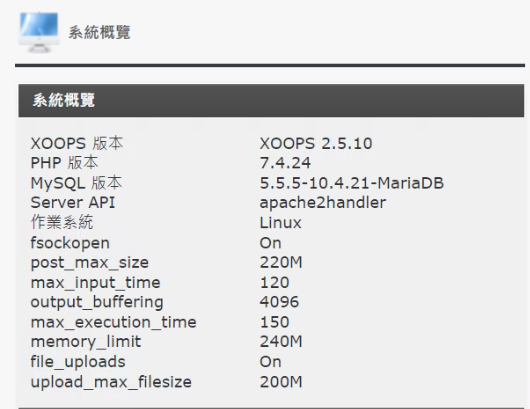 系統概覽
系統概覽
XOOPS 版本 XOOPS 2.5.10
PHP 版本 7.4.24
MySQL 版本 5.5.5-10.4.21-MariaDB
Server API apache2handler
作業系統 Linux
fsockopen On
post_max_size 220M
max_input_time 120
output_buffering 4096
max_execution_time 150
memory_limit 240M
file_uploads On
upload_max_filesize 200M